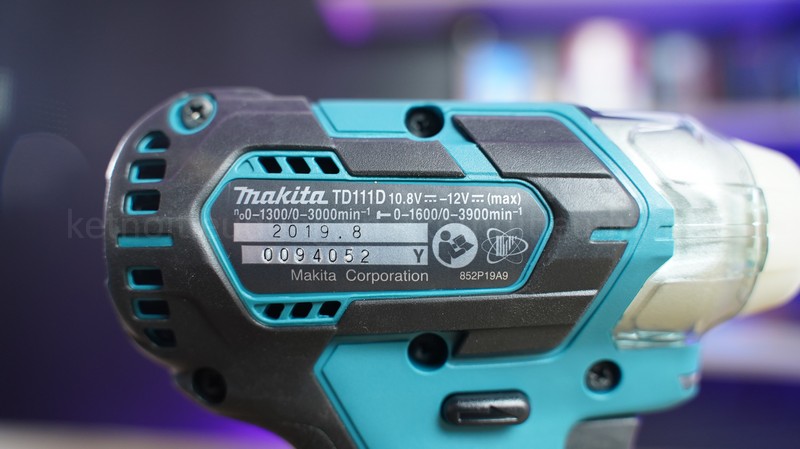 makita TD111D 10.8V⎓-12V⎓(max)
n₀0-1300/0-3000min⁻¹ 0-1600/0-3900min⁻¹
2019.8
0094052 Y
Makita Corporation 852P19A9